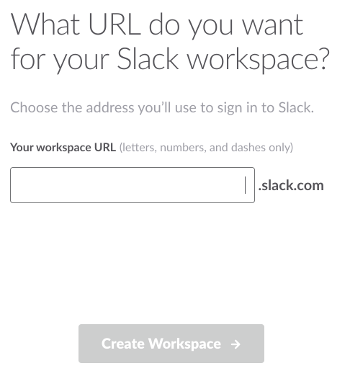 What URL do you want
for your Slack workspace?
Choose the address you'll use to sign in to Slack.
Your workspace URL (letters, numbers, and dashes only)
.slack.com
Create Workspace →